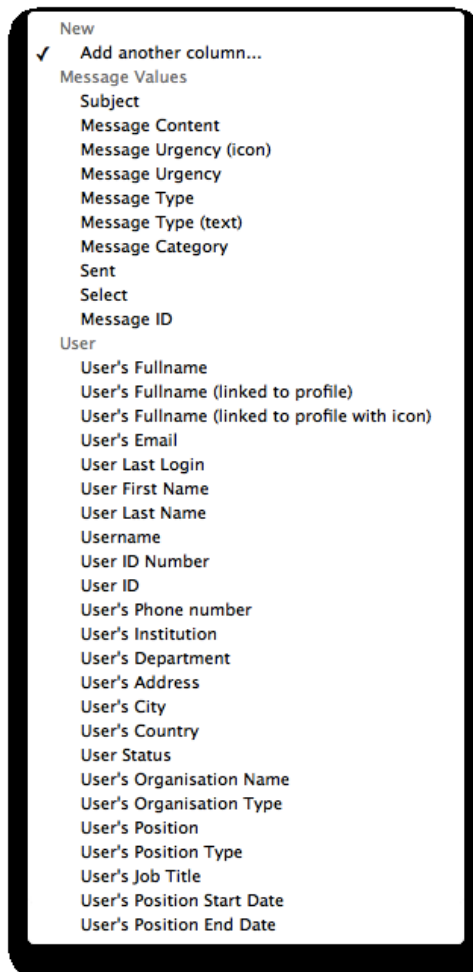 New
✓ Add another column...
Message Values
Subject
Message Content
Message Urgency (icon)
Message Urgency
Message Type
Message Type (text)
Message Category
Sent
Select
Message ID
User
User's Fullname
User's Fullname (linked to profile)
User's Fullname (linked to profile with icon)
User's Email
User Last Login
User First Name
User Last Name
Username
User ID Number
User ID
User's Phone number
User's Institution
User's Department
User's Address
User's City
User's Country
User Status
User's Organisation Name
User's Organisation Type
User's Position
User's Position Type
User's Job Title
User's Position Start Date
User's Position End Date